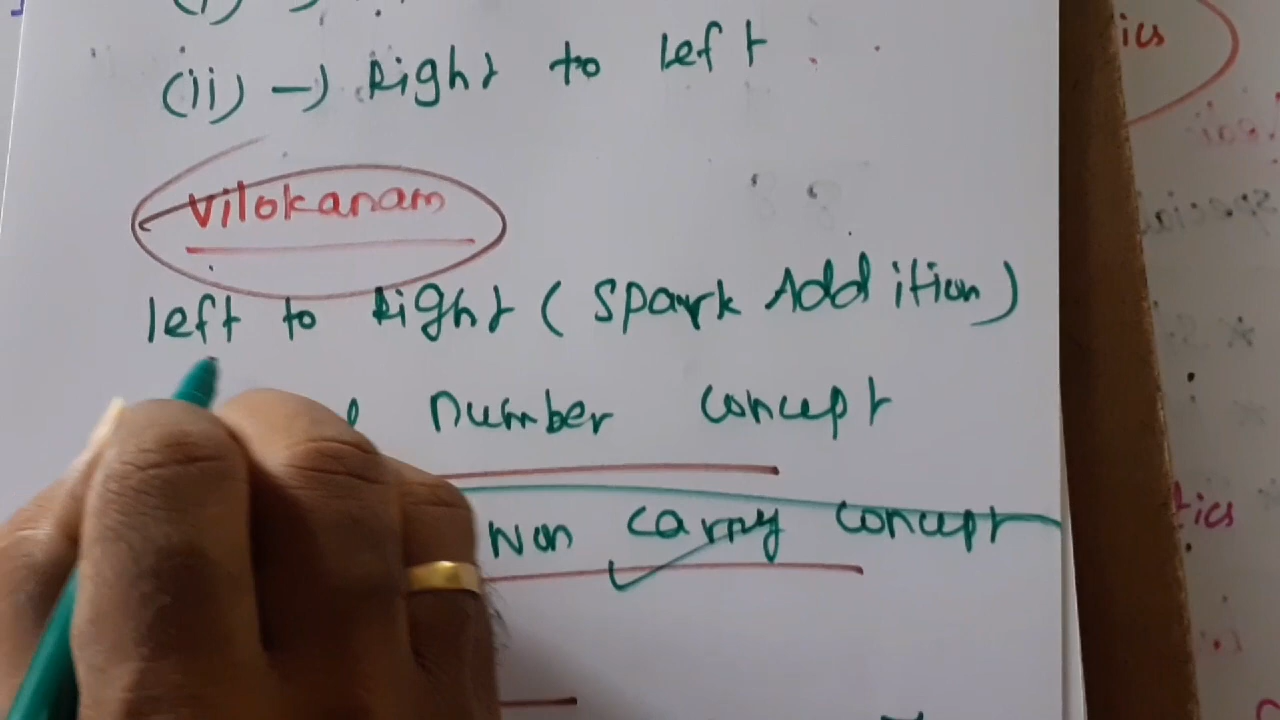 (ii) → Right to left
Vilokanam
left to Right (Spark Addition)
number concept
Non carry concept